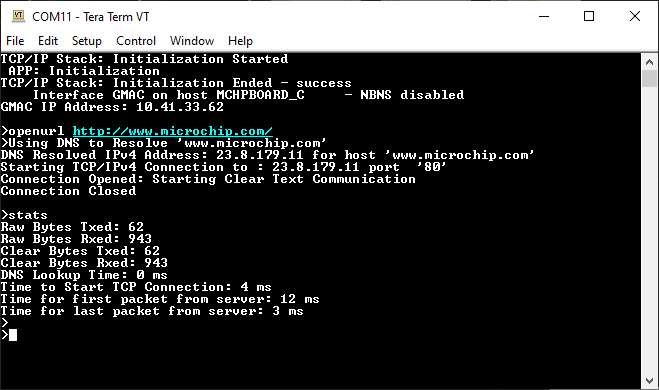 COM11 - Tera Term VT
File Edit Setup Control Window Help
TCP/IP Stack: Initialization Started
 APP: Initialization
TCP/IP Stack: Initialization Ended - success
    Interface GMAC on host MCHPBOARD_C     - NBNS disabled
GMAC IP Address: 10.41.33.62
>openurl http://www.microchip.com/
>Using DNS to Resolve 'www.microchip.com'
DNS Resolved IPv4 Address: 23.8.179.11 for host 'www.microchip.com'
Starting TCP/IPv4 Connection to : 23.8.179.11 port  '80'
Connection Opened: Starting Clear Text Communication
Connection Closed
>stats
Raw Bytes Txed: 62
Raw Bytes Rxed: 943
Clear Bytes Txed: 62
Clear Bytes Rxed: 943
DNS Lookup Time: 0 ms
Time to Start TCP Connection: 4 ms
Time for first packet from server: 12 ms
Time for last packet from server: 3 ms
>
>